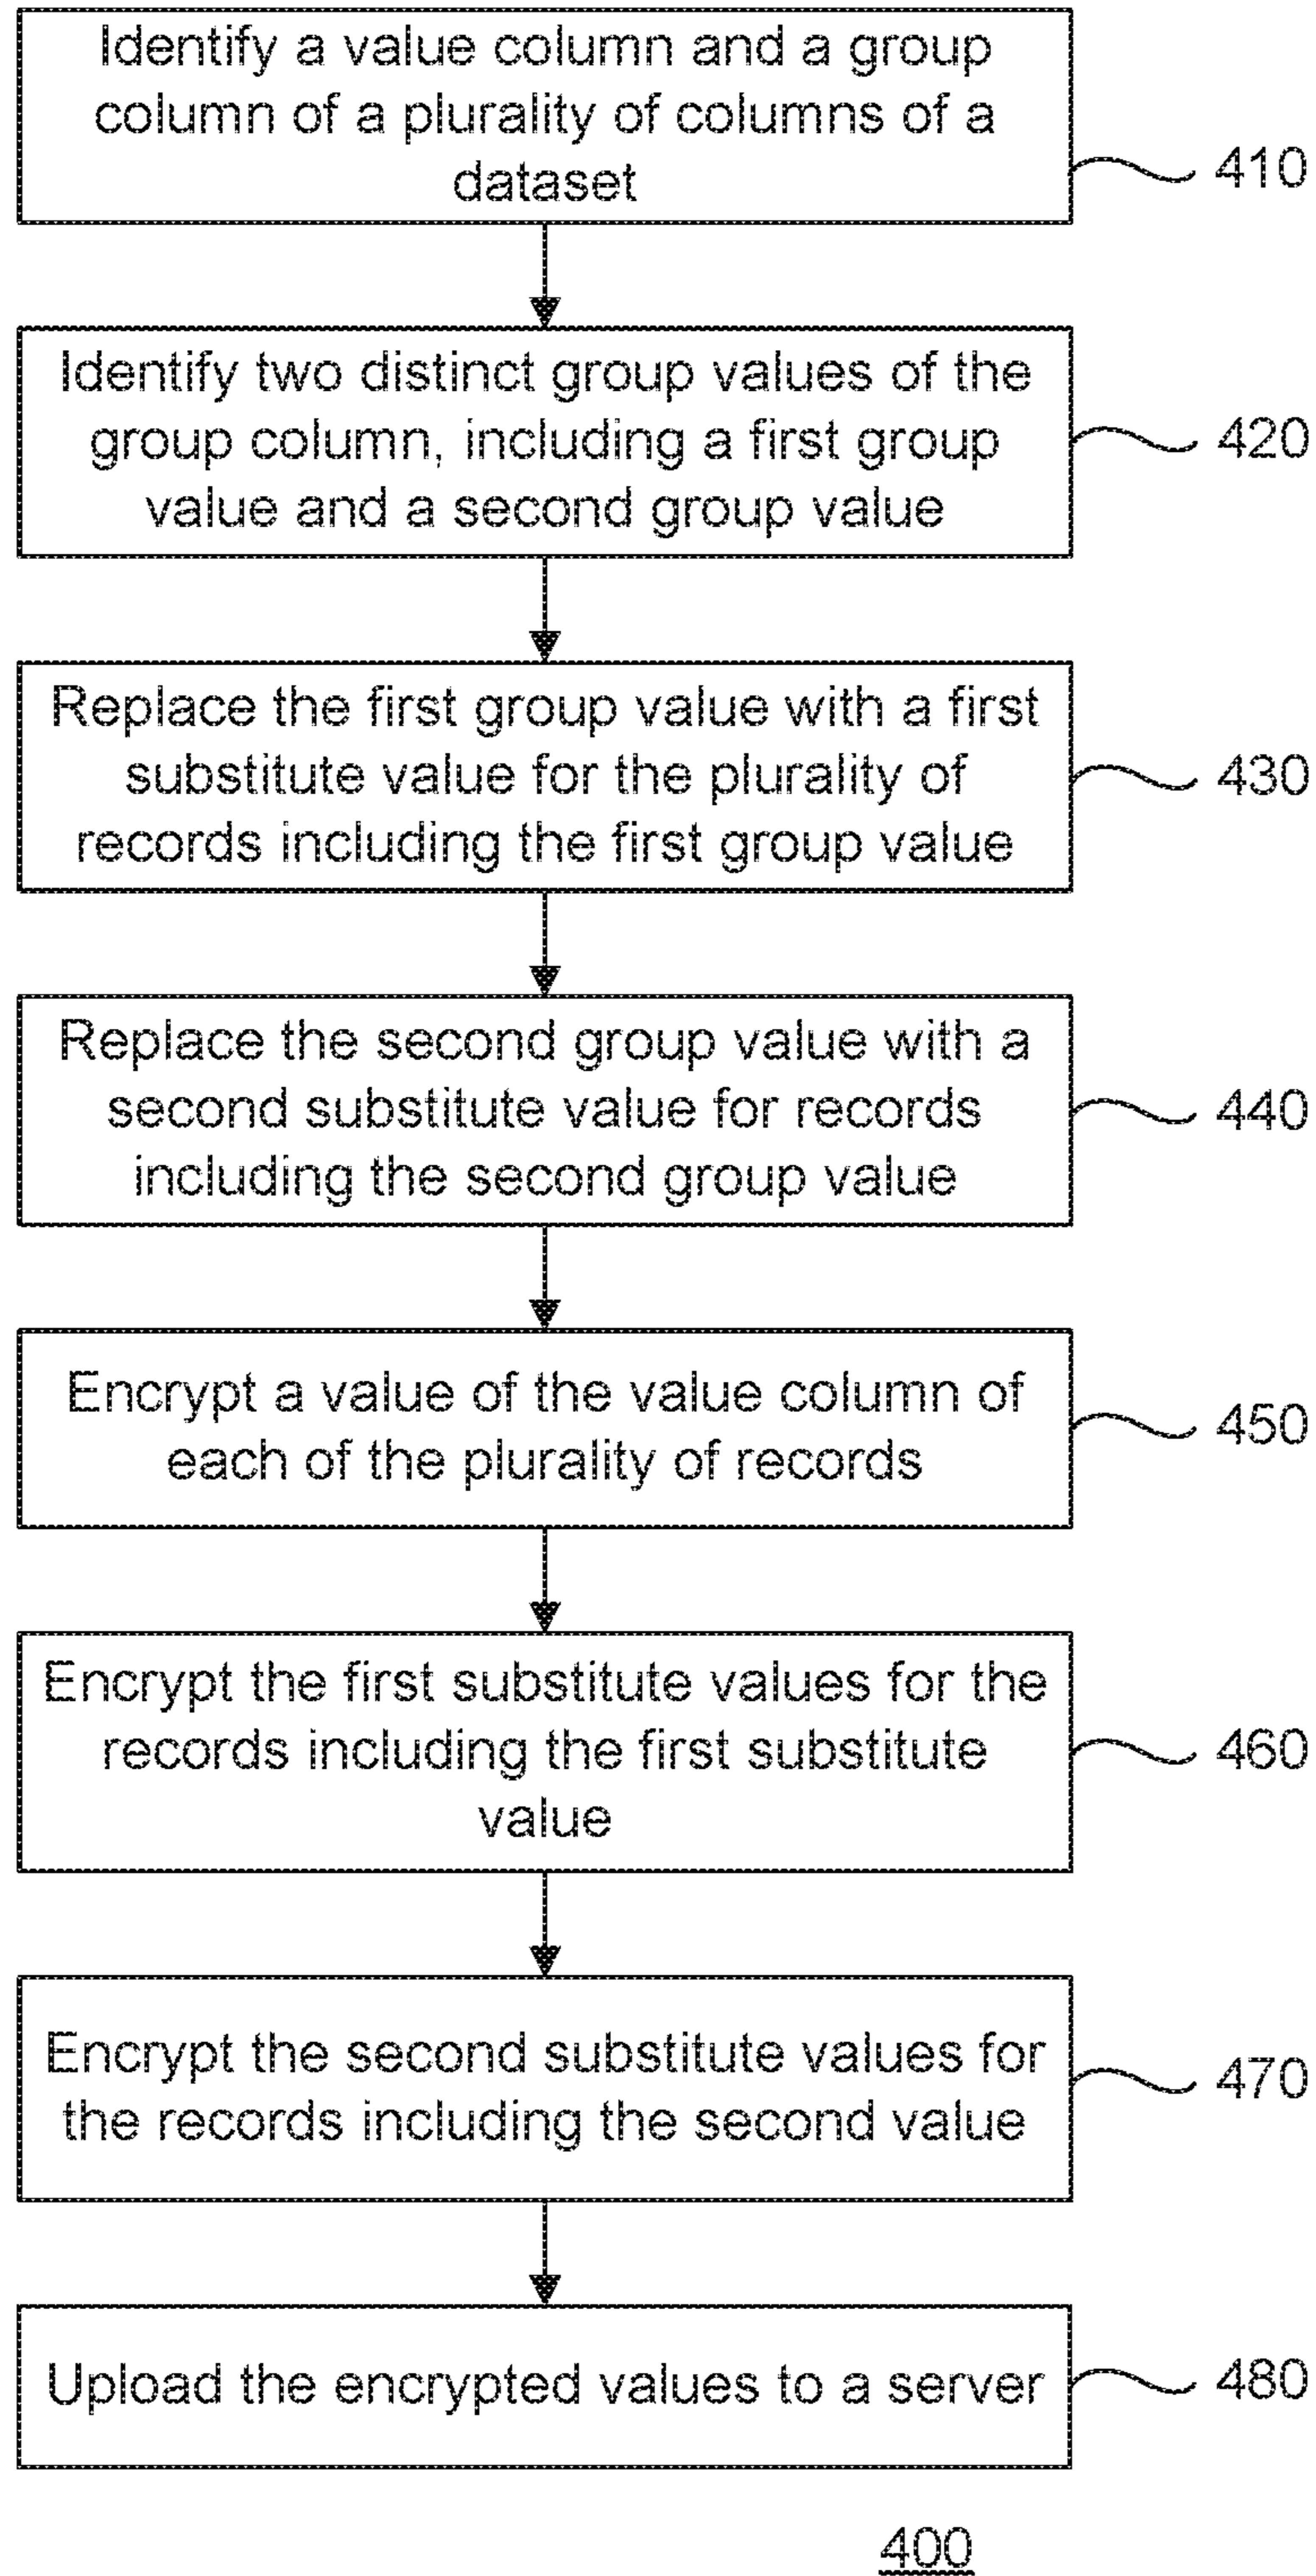 Identify a value column and a group
column of a plurality of columns of a
dataset
410
Identify two distinct group values of the
group column, including a first group
value and a second group value
420
Replace the first group value with a first
substitute value for the plurality of
records including the first group value
430
Replace the second group value with a
second substitute value for records
including the second group value
440
Encrypt a value of the value column of
each of the plurality of records
450
Encrypt the first substitute values for the
records including the first substitute
value
460
Encrypt the second substitute values for
the records including the second value
470
Upload the encrypted values to a server
480
400